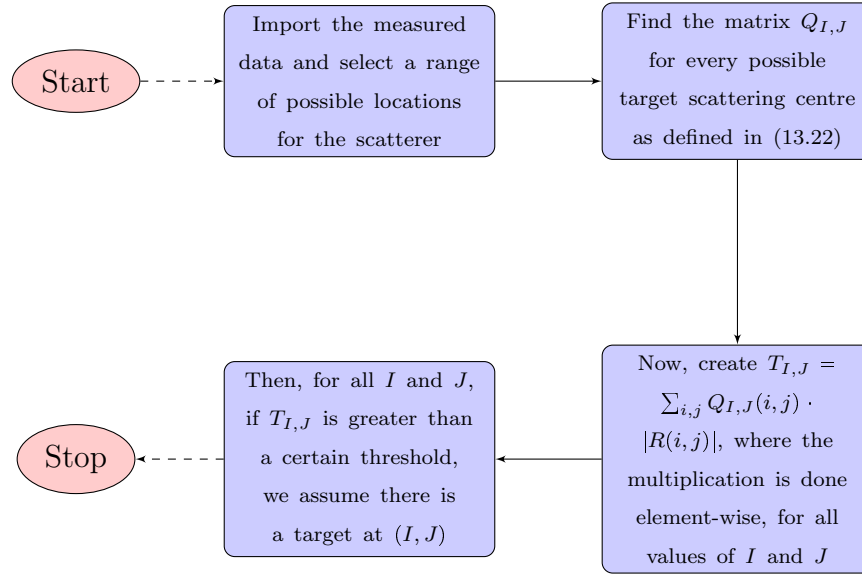 Start
Import the measured
data and select a range
of possible locations
for the scatterer
Find the matrix $Q_{I,J}$
for every possible
target scattering centre
as defined in (13.22)
Now, create $T_{I,J} =$
$\sum_{i,j} Q_{I,J}(i,j) \cdot$
$|R(i,j)|$, where the
multiplication is done
element-wise, for all
values of $I$ and $J$
Then, for all $I$ and $J$,
if $T_{I,J}$ is greater than
a certain threshold,
we assume there is
a target at $(I,J)$
Stop